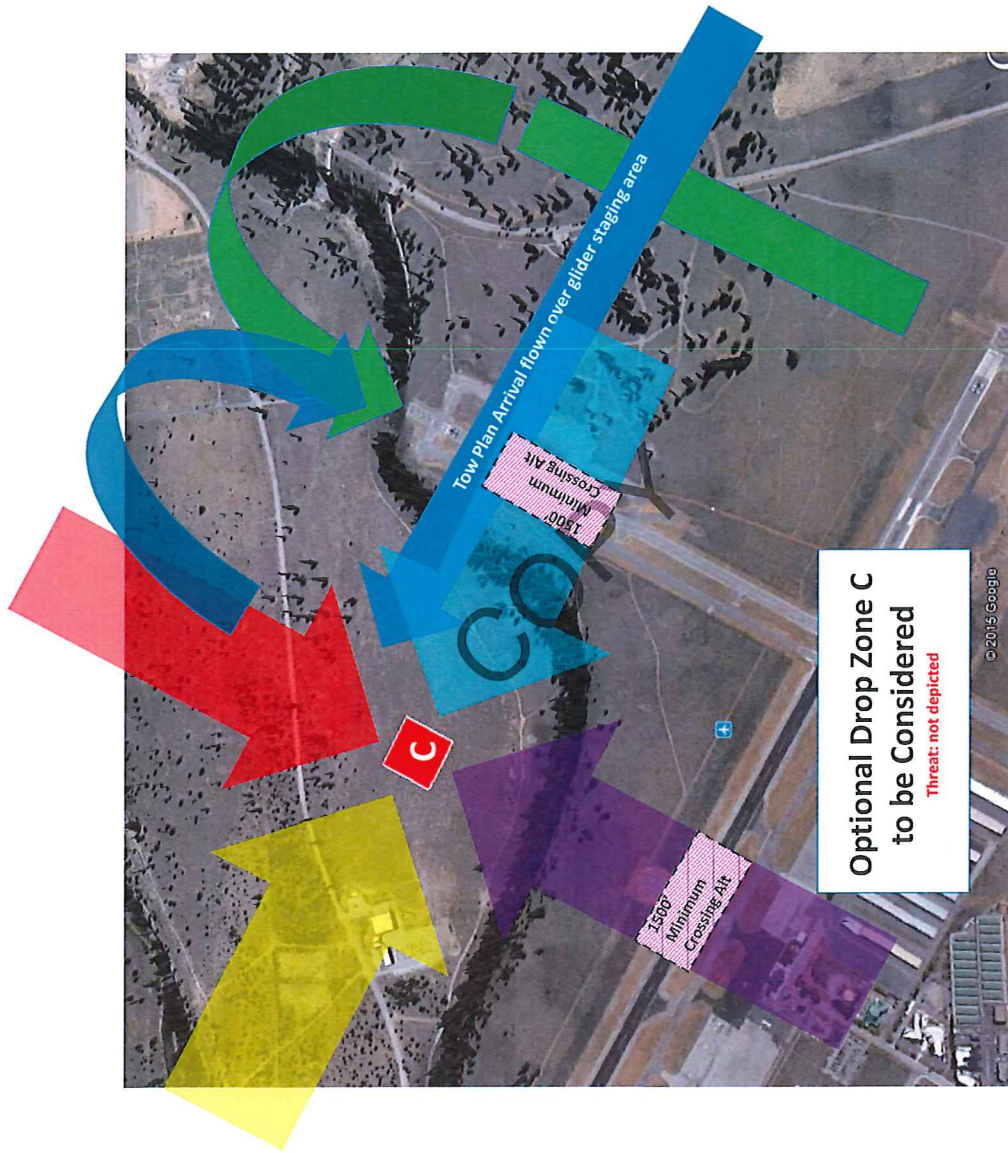 Tow Plan Arrival flown over glider staging area
1500'
Minimum
Crossing Alt
C
1500'
Minimum
Crossing Alt
COPY
Optional Drop Zone C
to be Considered
Threat: not depicted
© 2015 Google